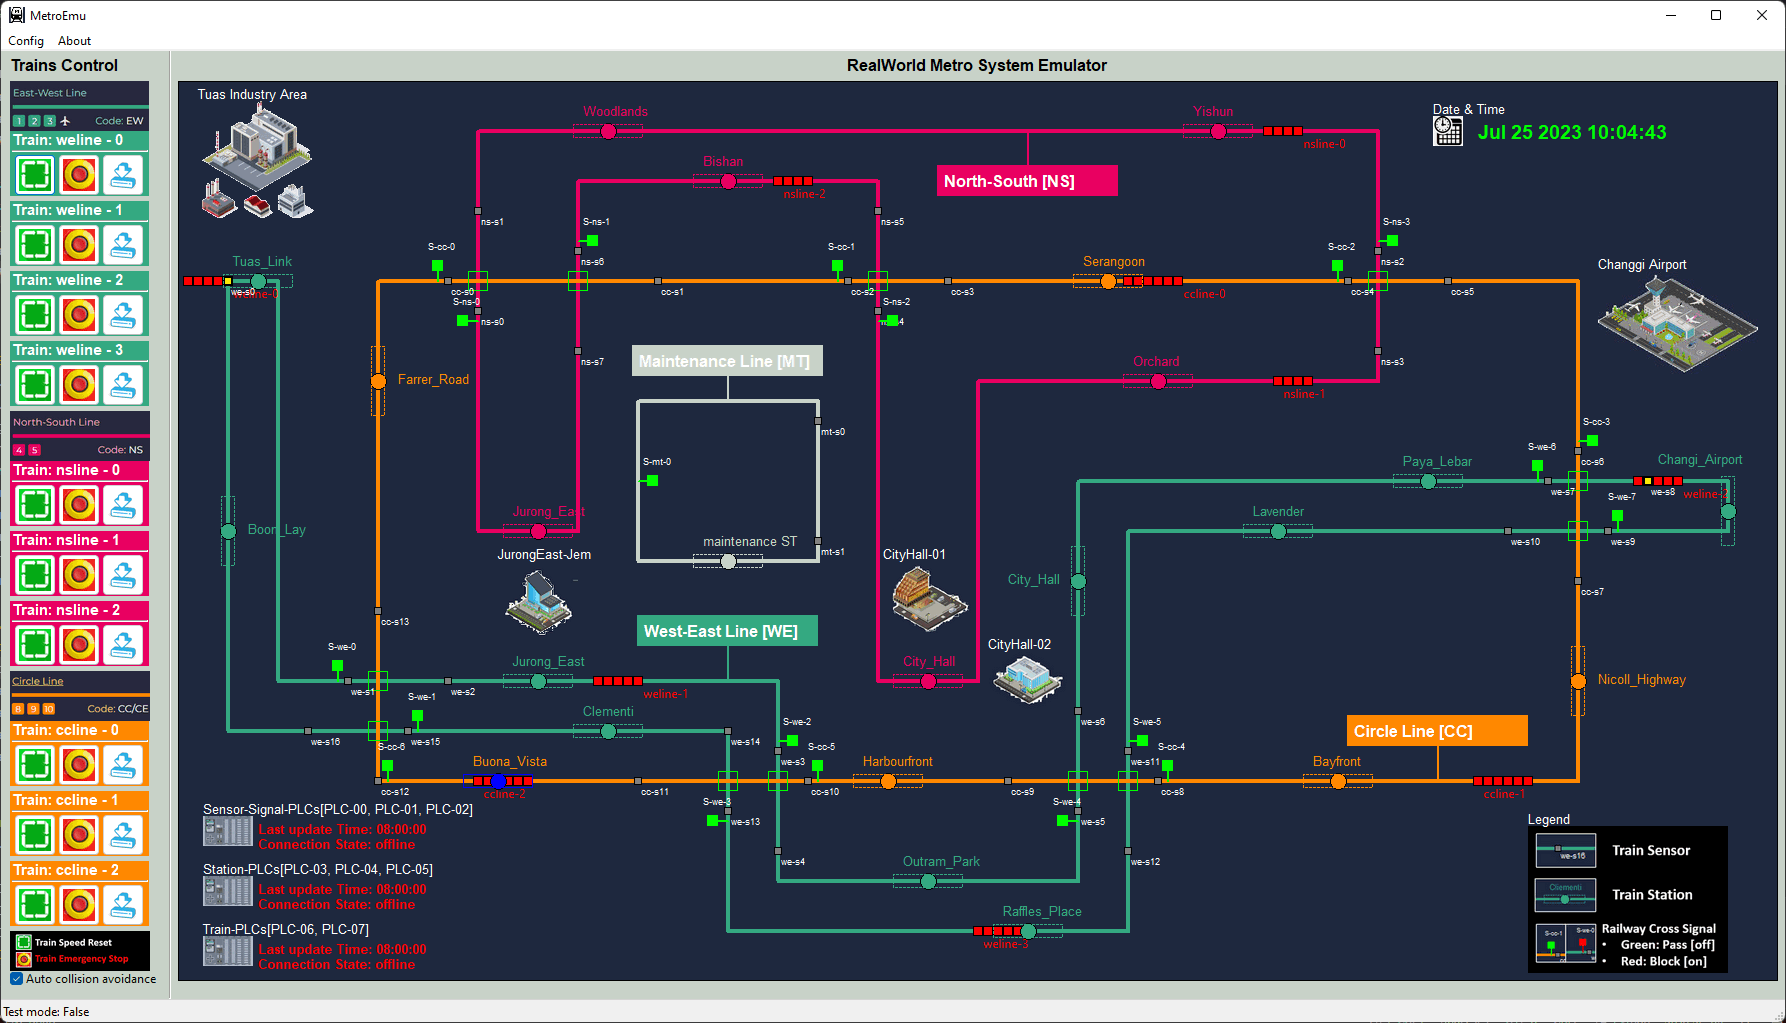 MetroEmu
Config About
Trains Control
East-West Line
1 2 3 Code: EW
Train: weline - 0
Train: weline - 1
Train: weline - 2
Train: weline - 3
North-South Line
4 5 Code: NS
Train: nsline - 0
Train: nsline - 1
Train: nsline - 2
Circle Line
8 9 10 Code: CC/CE
Train: ccline - 0
Train: ccline - 1
Train: ccline - 2
Train Speed Reset
Train Emergency Stop
Auto collision avoidance
RealWorld Metro System Emulator
Tuas Industry Area
Woodlands
Yishun
Date & Time
Jul 25 2023 10:04:43
nsline-0
Bishan
nsline-2
North-South [NS]
ns-s1
S-ns-1
ns-s5
S-ns-3
S-cc-0
S-cc-1
S-cc-2
Tuas_Link
ns-s6
Serangoon
ns-s2
Changgi Airport
we-s0
weline-0
cc-s0
cc-s1
cc-s2
cc-s3
ccline-0
cc-s4
cc-s5
S-ns-0
S-ns-2
ns-s0
Maintenance Line [MT]
ns-s7
Orchard
ns-s3
Farrer_Road
nsline-1
mt-s0
S-cc-3
S-mt-0
S-we-6
Paya_Lebar
cc-s6
Changi_Airport
we-s7
we-s8
weline-2
S-we-7
Jurong_East
Lavender
Boon_Lay
maintenance ST
mt-s1
we-s10
we-s9
JurongEast-Jem
CityHall-01
City_Hall
cc-s7
cc-s13
West-East Line [WE]
S-we-0
CityHall-02
Jurong_East
City_Hall
we-s1
we-s2
weline-1
Nicoll_Highway
S-we-1
Clementi
S-we-2
we-s6
S-we-5
Circle Line [CC]
we-s16
we-s15
we-s14
S-cc-6
S-cc-5
S-cc-4
Buona_Vista
we-s3
Harbourfront
we-s11
Bayfront
cc-s12
ccline-2
cc-s11
cc-s10
cc-s9
cc-s8
ccline-1
S-we-3
S-we-4
Sensor-Signal-PLCs[PLC-00, PLC-01, PLC-02]
Last update Time: 08:00:00
Connection State: offline
we-s13
we-s5
Station-PLCs[PLC-03, PLC-04, PLC-05]
Last update Time: 08:00:00
Connection State: offline
we-s4
Outram_Park
we-s12
Raffles_Place
weline-3
Train-PLCs[PLC-06, PLC-07]
Last update Time: 08:00:00
Connection State: offline
Legend
we-s16
Train Sensor
Clementi
Train Station
S-cc-1 S-we-0
Railway Cross Signal
• Green: Pass [off]
• Red: Block [on]
Test mode: False